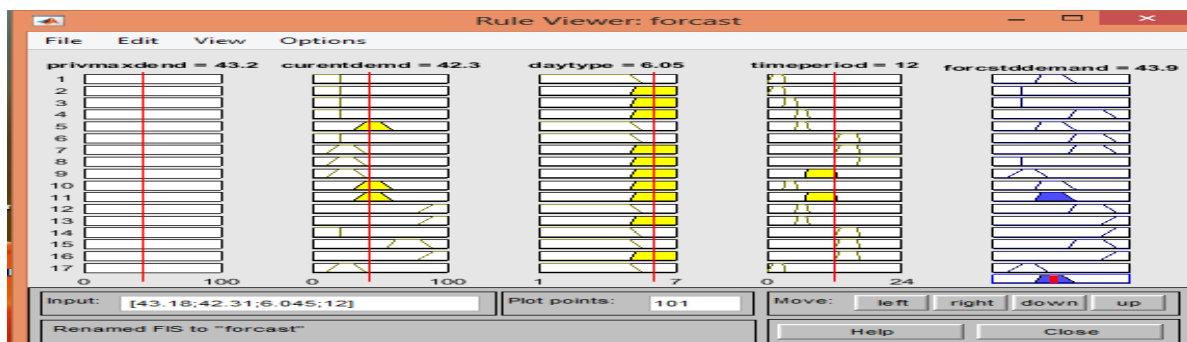 Rule Viewer: forcast
File Edit View Options
privmaxdend = 43.2 curentdemd = 42.3 daytype = 6.05 timeperiod = 12 forcstddemand = 43.9
1
2
3
4
5
6
7
8
9
10
11
12
13
14
15
16
17
0 100 0 100 1 7 0 24
Input: [43.18;42.31;6.045;12] Plot points: 101 Move: left right down up
Renamed FIS to "forcast" Help Close